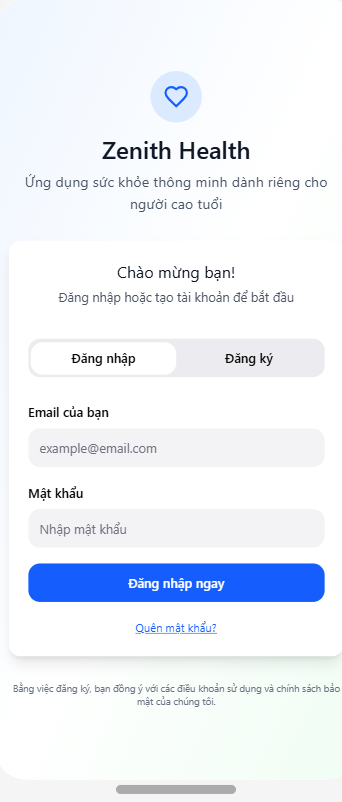 Zenith Health
Ứng dụng sức khỏe thông minh dành riêng cho
người cao tuổi
Chào mừng bạn!
Đăng nhập hoặc tạo tài khoản để bắt đầu
Đăng nhập
Đăng ký
Email của bạn
example@email.com
Mật khẩu
Nhập mật khẩu
Đăng nhập ngay
Quên mật khẩu?
Bằng việc đăng ký, bạn đồng ý với các điều khoản sử dụng và chính sách bảo
mật của chúng tôi.